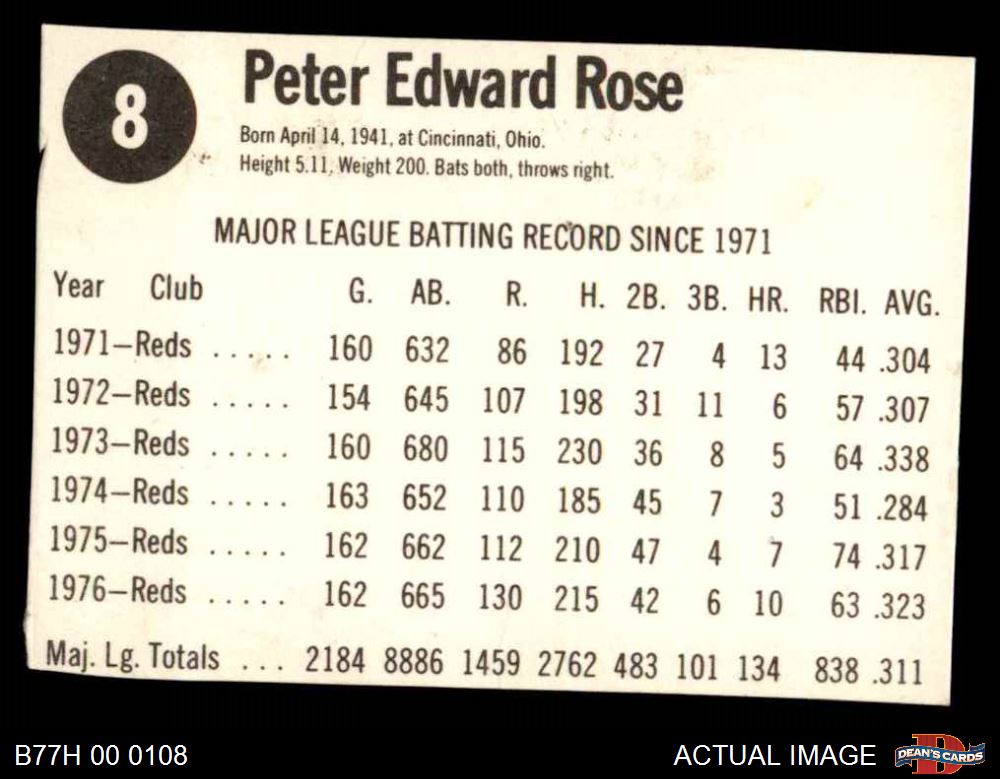 8
Peter Edward Rose
Born April 14, 1941, at Cincinnati, Ohio.
Height 5.11, Weight 200. Bats both, throws right.
MAJOR LEAGUE BATTING RECORD SINCE 1971
Year Club G. AB. R. H. 2B. 3B. HR. RBI. AVG.
1971—Reds ..... 160 632 86 192 27 4 13 44 .304
1972—Reds ..... 154 645 107 198 31 11 6 57 .307
1973—Reds ..... 160 680 115 230 36 8 5 64 .338
1974—Reds ..... 163 652 110 185 45 7 3 51 .284
1975—Reds ..... 162 662 112 210 47 4 7 74 .317
1976—Reds ..... 162 665 130 215 42 6 10 63 .323
Maj. Lg. Totals ... 2184 8886 1459 2762 483 101 134 838 .311
B77H 00 0108 ACTUAL IMAGE DEAN'S CARDS